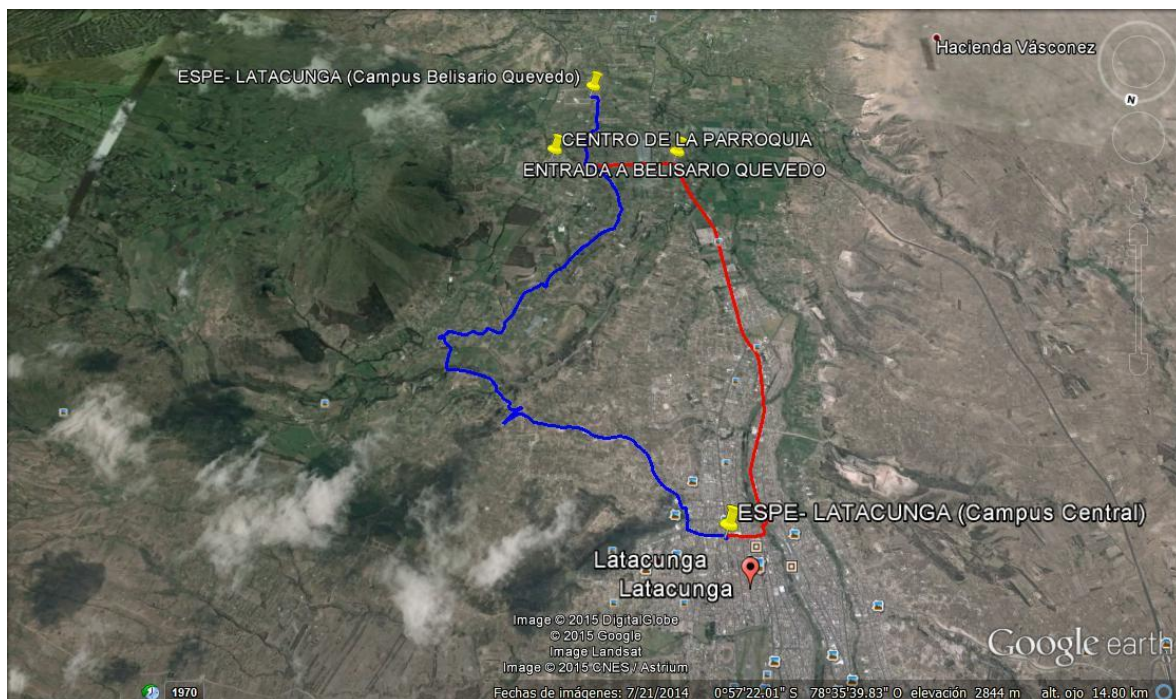 Hacienda Vásconez
N
ESPE- LATACUNGA (Campus Belisario Quevedo)
CENTRO DE LA PARROQUIA
ENTRADA A BELISARIO QUEVEDO
ESPE- LATACUNGA (Campus Central)
Latacunga
Latacunga
Image © 2015 DigitalGlobe
© 2015 Google
Image Landsat
Image © 2015 CNES / Astrium
Google earth
1970
Fechas de imágenes: 7/21/2014 0°57'22.01" S 78°35'39.83" O elevación 2844 m alt. ojo 14.80 km